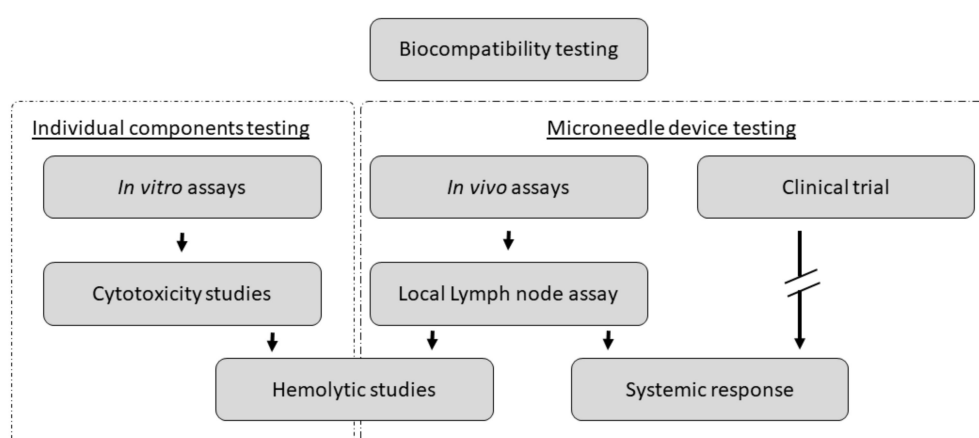 Biocompatibility testing
Individual components testing
Microneedle device testing
In vitro assays
In vivo assays
Clinical trial
Cytotoxicity studies
Local Lymph node assay
Hemolytic studies
Systemic response